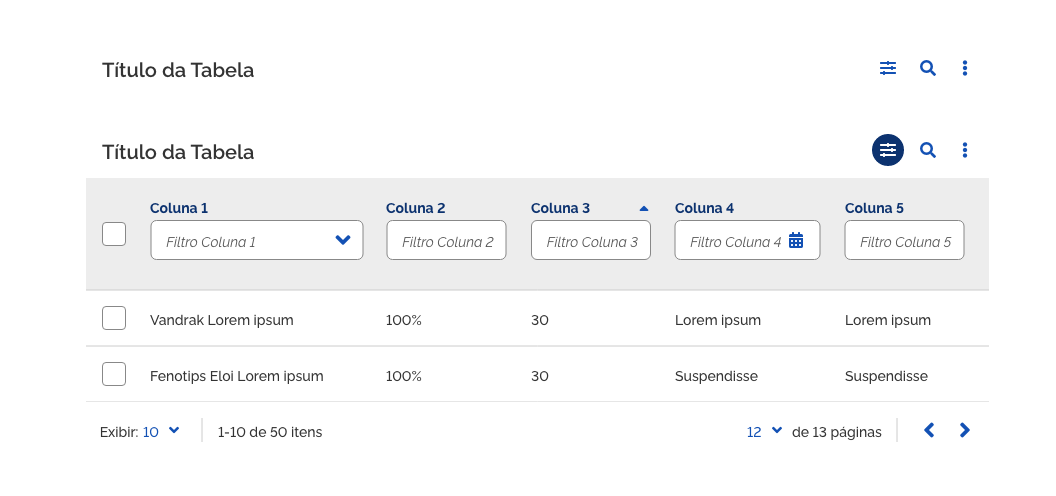 Título da Tabela
Título da Tabela
Coluna 1 Coluna 2 Coluna 3 Coluna 4 Coluna 5
Filtro Coluna 1 Filtro Coluna 2 Filtro Coluna 3 Filtro Coluna 4 Filtro Coluna 5
Vandrak Lorem ipsum 100% 30 Lorem ipsum Lorem ipsum
Fenotips Eloi Lorem ipsum 100% 30 Suspendisse Suspendisse
Exibir: 10 1-10 de 50 itens 12 de 13 páginas